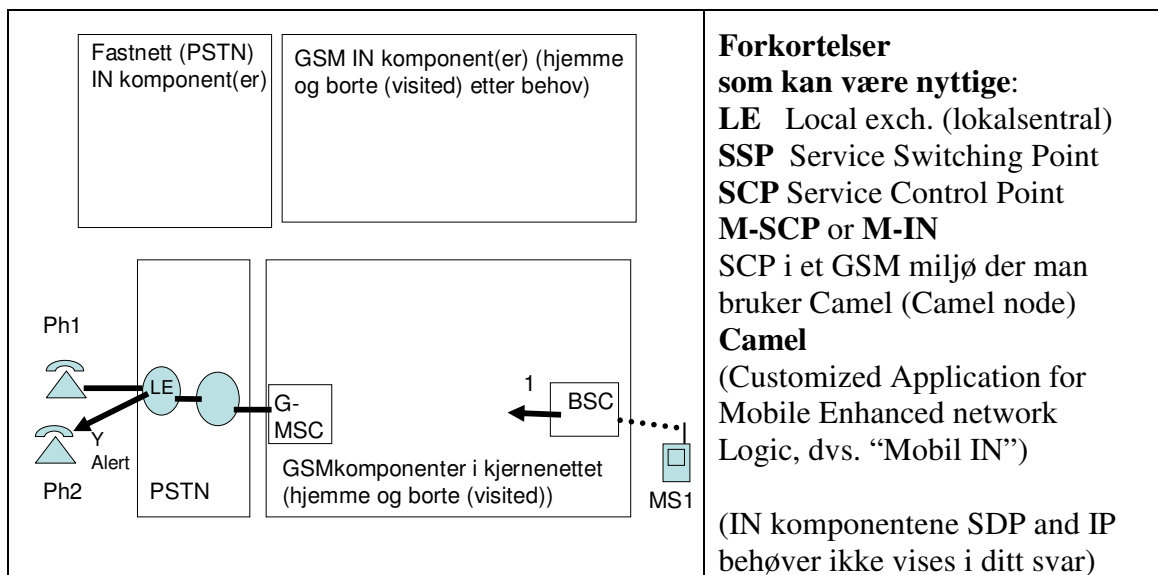 Fastnett (PSTN)
IN komponent(er)
GSM IN komponent(er) (hjemme
og borte (visited) etter behov)
Ph1
LE
Y
Alert
Ph2
PSTN
G-
MSC
1
BSC
GSMkomponenter i kjernenettet
(hjemme og borte (visited))
MS1
Forkortelser
som kan være nyttige:
LE Local exch. (lokalsentral)
SSP Service Switching Point
SCP Service Control Point
M-SCP or M-IN
SCP i et GSM miljø der man
bruker Camel (Camel node)
Camel
(Customized Application for
Mobile Enhanced network
Logic, dvs. “Mobil IN”)
(IN komponentene SDP and IP
behøver ikke vises i ditt svar)